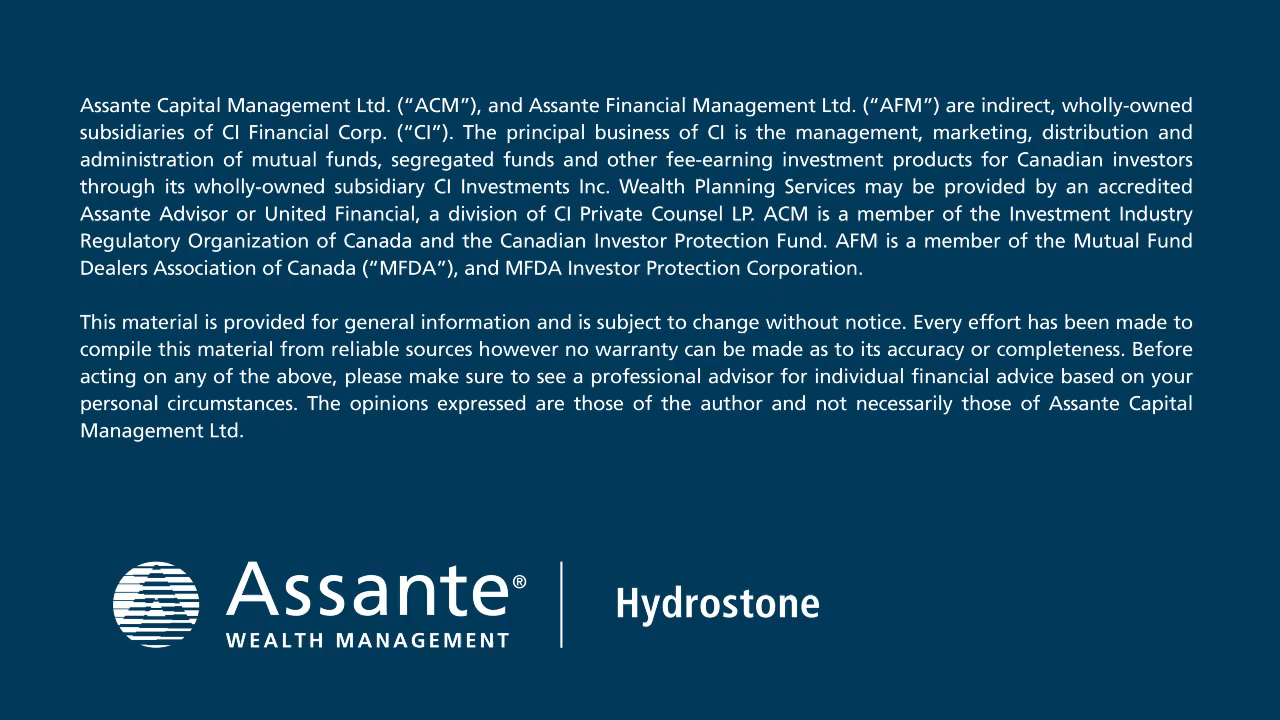 Assante Capital Management Ltd. (“ACM”), and Assante Financial Management Ltd. (“AFM”) are indirect, wholly-owned
subsidiaries of CI Financial Corp. (“CI”). The principal business of CI is the management, marketing, distribution and
administration of mutual funds, segregated funds and other fee-earning investment products for Canadian investors
through its wholly-owned subsidiary CI Investments Inc. Wealth Planning Services may be provided by an accredited
Assante Advisor or United Financial, a division of CI Private Counsel LP. ACM is a member of the Investment Industry
Regulatory Organization of Canada and the Canadian Investor Protection Fund. AFM is a member of the Mutual Fund
Dealers Association of Canada (“MFDA”), and MFDA Investor Protection Corporation.
This material is provided for general information and is subject to change without notice. Every effort has been made to
compile this material from reliable sources however no warranty can be made as to its accuracy or completeness. Before
acting on any of the above, please make sure to see a professional advisor for individual financial advice based on your
personal circumstances. The opinions expressed are those of the author and not necessarily those of Assante Capital
Management Ltd.
Assante®
WEALTH MANAGEMENT
Hydrostone